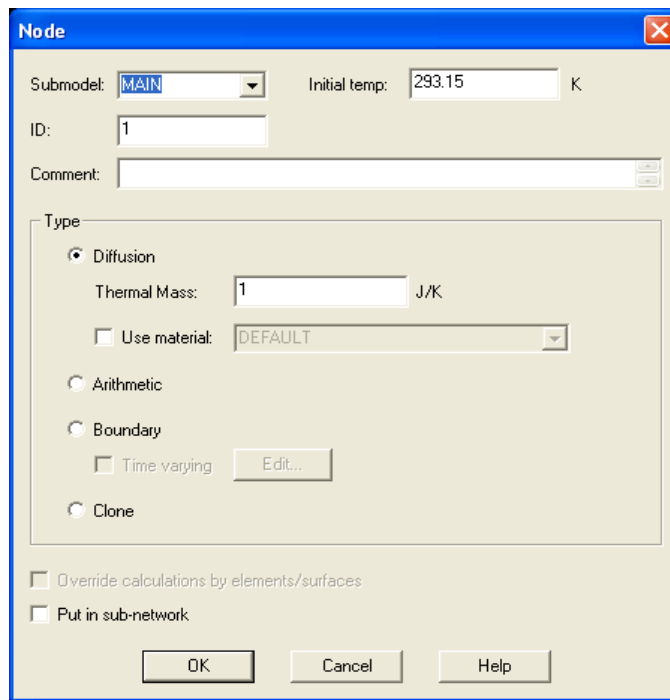 Node
Submodel: MAIN Initial temp: 293.15 K
ID: 1
Comment:
Type
Diffusion
Thermal Mass: 1 J/K
Use material: DEFAULT
Arithmetic
Boundary
Time varying Edit...
Clone
Override calculations by elements/surfaces
Put in sub-network
OK Cancel Help